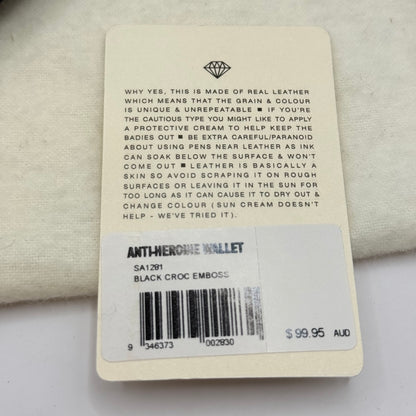 WHY YES, THIS IS MADE OF REAL LEATHER
WHICH MEANS THAT THE GRAIN & COLOUR
IS UNIQUE & UNREPEATABLE ■ IF YOU'RE
THE CAUTIOUS TYPE YOU MIGHT LIKE TO APPLY
A PROTECTIVE CREAM TO HELP KEEP THE
BADIES OUT ■ BE EXTRA CAREFUL/PARANOID
ABOUT USING PENS NEAR LEATHER AS INK
CAN SOAK BELOW THE SURFACE & WON'T
COME OUT ■ LEATHER IS BASICALLY A
SKIN SO AVOID SCRAPING IT ON ROUGH
SURFACES OR LEAVING IT IN THE SUN FOR
TOO LONG AS IT CAN CAUSE IT TO DRY OUT &
CHANGE COLOUR (SUN CREAM DOESN'T
HELP - WE'VE TRIED IT).
ANTI-HEROINE WALLET
SA1281
BLACK CROC EMBOSS
9 346373 002930
$99.95 AUD